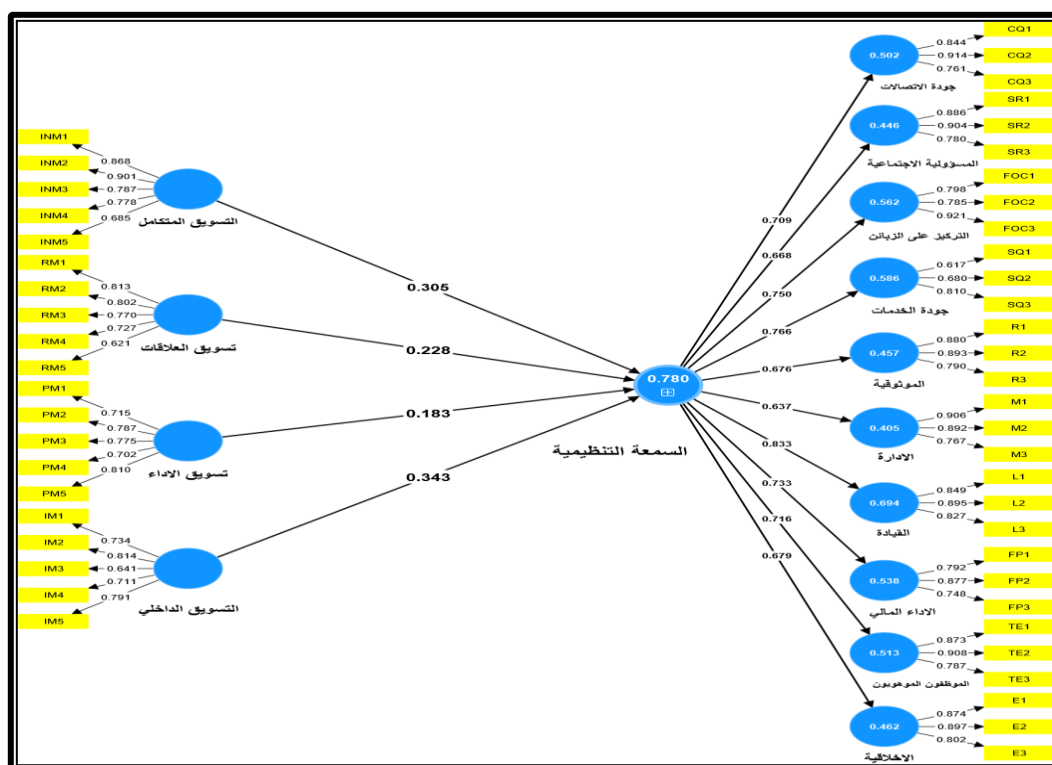 INM1
INM2
INM3
INM4
INM5
0.868
0.901
0.787
0.778
0.685
التسويق المتكامل
RM1
RM2
RM3
RM4
RM5
0.813
0.802
0.770
0.727
0.621
تسويق العلاقات
PM1
PM2
PM3
PM4
PM5
0.715
0.787
0.775
0.702
0.810
تسويق الاداء
IM1
IM2
IM3
IM4
IM5
0.734
0.814
0.641
0.711
0.791
التسويق الداخلي
0.305
0.228
0.183
0.343
0.780
السمعة التنظيمية
0.709
0.668
0.750
0.766
0.676
0.637
0.833
0.733
0.716
0.679
0.502
جودة الاتصالات
0.844
0.914
0.761
CQ1
CQ2
CQ3
0.446
المسؤولية الاجتماعية
0.886
0.904
0.780
SR1
SR2
SR3
0.562
التركيز على الزبائن
0.798
0.785
0.921
FOC1
FOC2
FOC3
0.586
جودة الخدمات
0.617
0.680
0.810
SQ1
SQ2
SQ3
0.457
الموثوقية
0.880
0.893
0.790
R1
R2
R3
0.405
الادارة
0.906
0.892
0.767
M1
M2
M3
0.694
القيادة
0.849
0.895
0.827
L1
L2
L3
0.538
الاداء المالي
0.792
0.877
0.748
FP1
FP2
FP3
0.513
الموظفون الموهوبون
0.873
0.908
0.787
TE1
TE2
TE3
0.462
الاخلاقية
0.874
0.897
0.802
E1
E2
E3